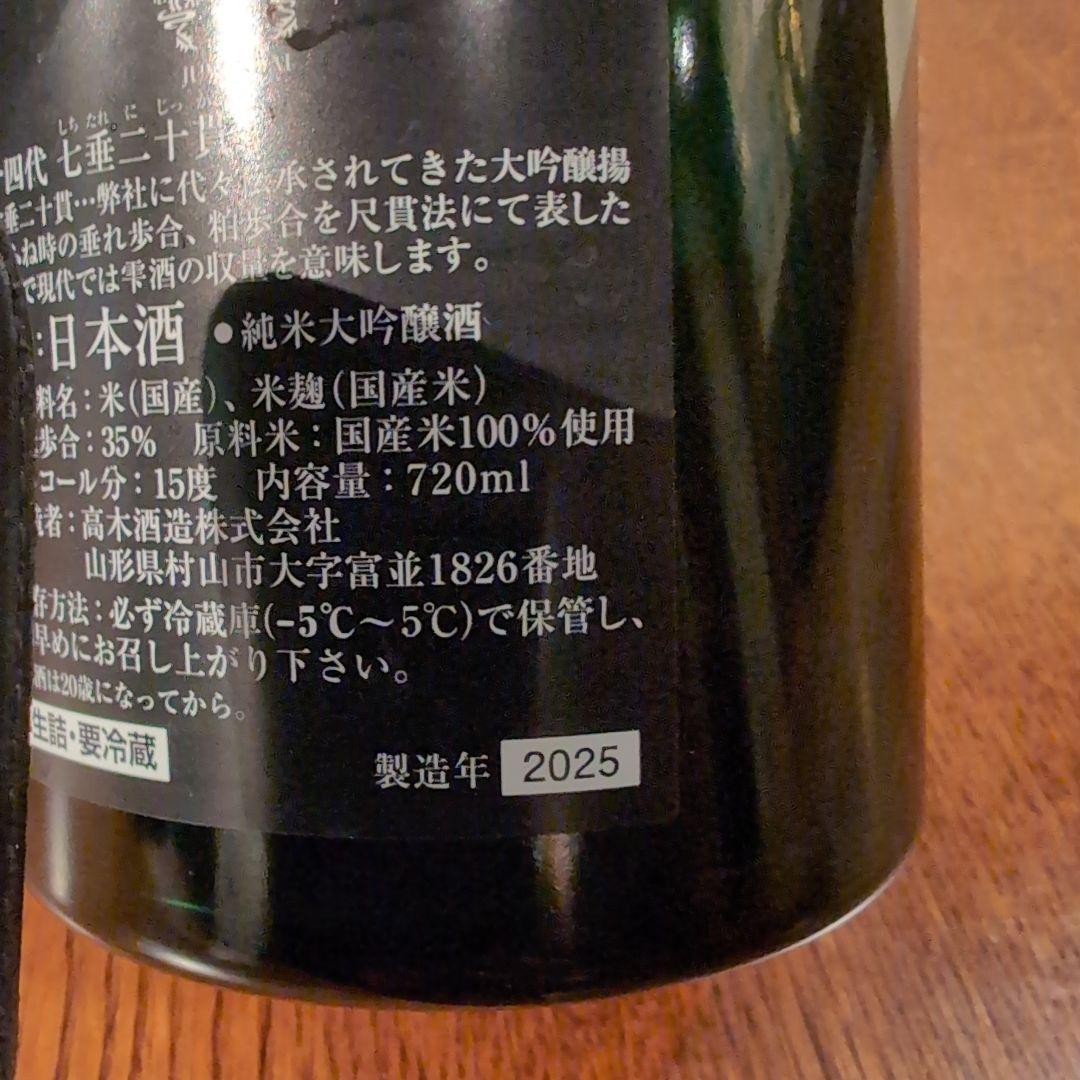 しち たれ に じっ
四代 七垂二十貫
垂二十貫…弊社に代々伝承されてきた大吟醸揚
ね時の垂れ歩合、粕歩合を尺貫法にて表した
で現代では雫酒の収量を意味します。
:日本酒 ●純米大吟醸酒
料名:米(国産)、米麹(国産米)
歩合:35% 原料米:国産米100%使用
コール分:15度 内容量:720ml
者:高木酒造株式会社
山形県村山市大字富並1826番地
存方法:必ず冷蔵庫(-5℃〜5℃)で保管し、
早めにお召し上がり下さい。
酒は20歳になってから。
生詰・要冷蔵
製造年 2025